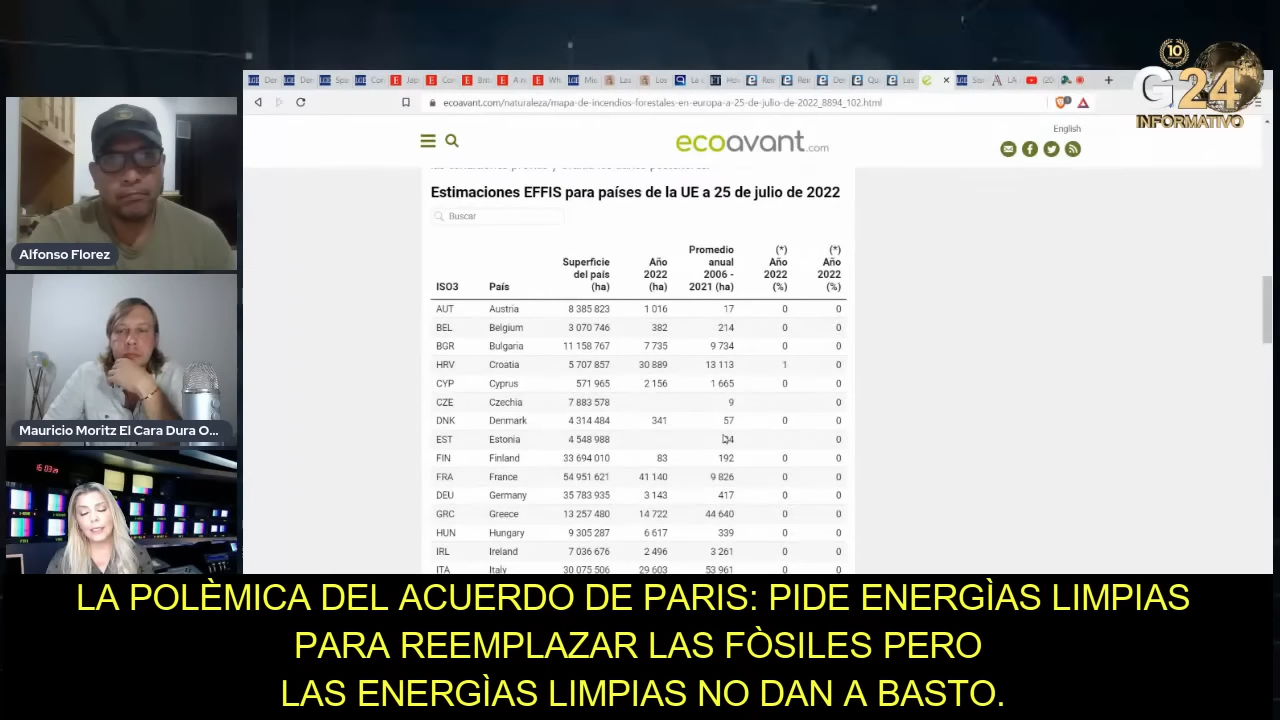 10
G24
INFORMATIVO
ecoavant.com/naturaleza/mapa-de-incendios-forestales-en-europa-a-25-de-julio-de-2022_8894_102.html
English
ecoavant.com
Estimaciones EFFIS para países de la UE a 25 de julio de 2022
Buscar
ISO3 País Superficie del país (ha) Año 2022 (ha) Promedio anual 2006 - 2021 (ha) (*) Año 2022 (%) (*) Año 2022 (%)
AUT Austria 8 385 823 1 016 17 0 0
BEL Belgium 3 070 746 382 214 0 0
BGR Bulgaria 11 158 767 7 735 9 734 0 0
HRV Croatia 5 707 857 30 889 13 113 1 0
CYP Cyprus 571 965 2 156 1 665 0 0
CZE Czechia 7 883 578 9 0
DNK Denmark 4 314 484 341 57 0 0
EST Estonia 4 548 988 0
FIN Finland 33 694 010 83 192 0 0
FRA France 54 951 621 41 140 9 826 0 0
DEU Germany 35 783 935 3 143 417 0 0
GRC Greece 13 257 480 14 722 44 640 0 0
HUN Hungary 9 305 287 6 617 339 0 0
IRL Ireland 7 036 676 2 496 3 261 0 0
ITA Italy 30 075 506 29 603 53 961 0 0
Alfonso Florez
Mauricio Moritz El Cara Dura O...
LA POLÈMICA DEL ACUERDO DE PARIS: PIDE ENERGÌAS LIMPIAS
PARA REEMPLAZAR LAS FÒSILES PERO
LAS ENERGÌAS LIMPIAS NO DAN A BASTO.